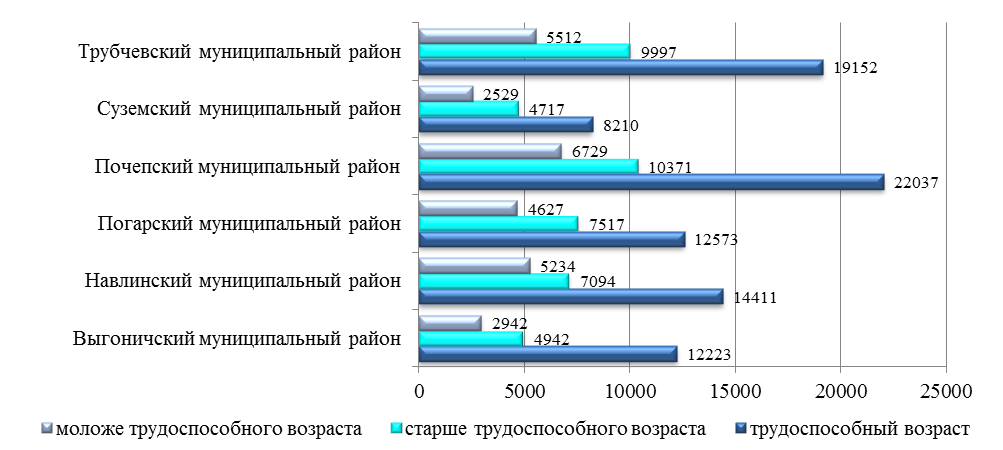 Трубчевский муниципальный район
5512
9997
19152
Суземский муниципальный район
2529
4717
8210
Почепский муниципальный район
6729
10371
22037
Погарский муниципальный район
4627
7517
12573
Навлинский муниципальный район
5234
7094
14411
Выгоничский муниципальный район
2942
4942
12223
0 5000 10000 15000 20000 25000
моложе трудоспособного возраста старше трудоспособного возраста трудоспособный возраст